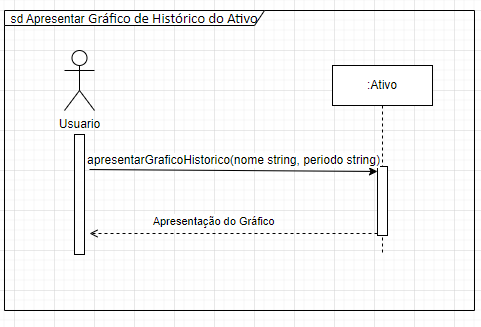 sd Apresentar Gráfico de Histórico do Ativo
:Ativo
Usuario
apresentarGraficoHistorico(nome string, periodo string)
Apresentação do Gráfico